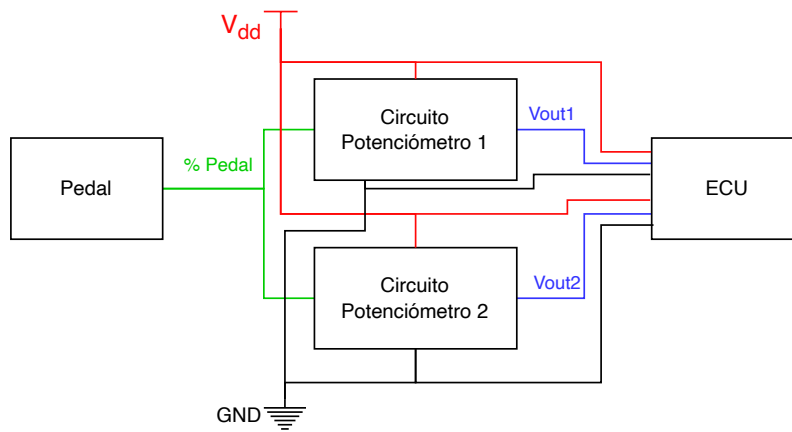 Vdd
Circuito
Potenciómetro 1
Vout1
% Pedal
Pedal
ECU
Circuito
Potenciómetro 2
Vout2
GND